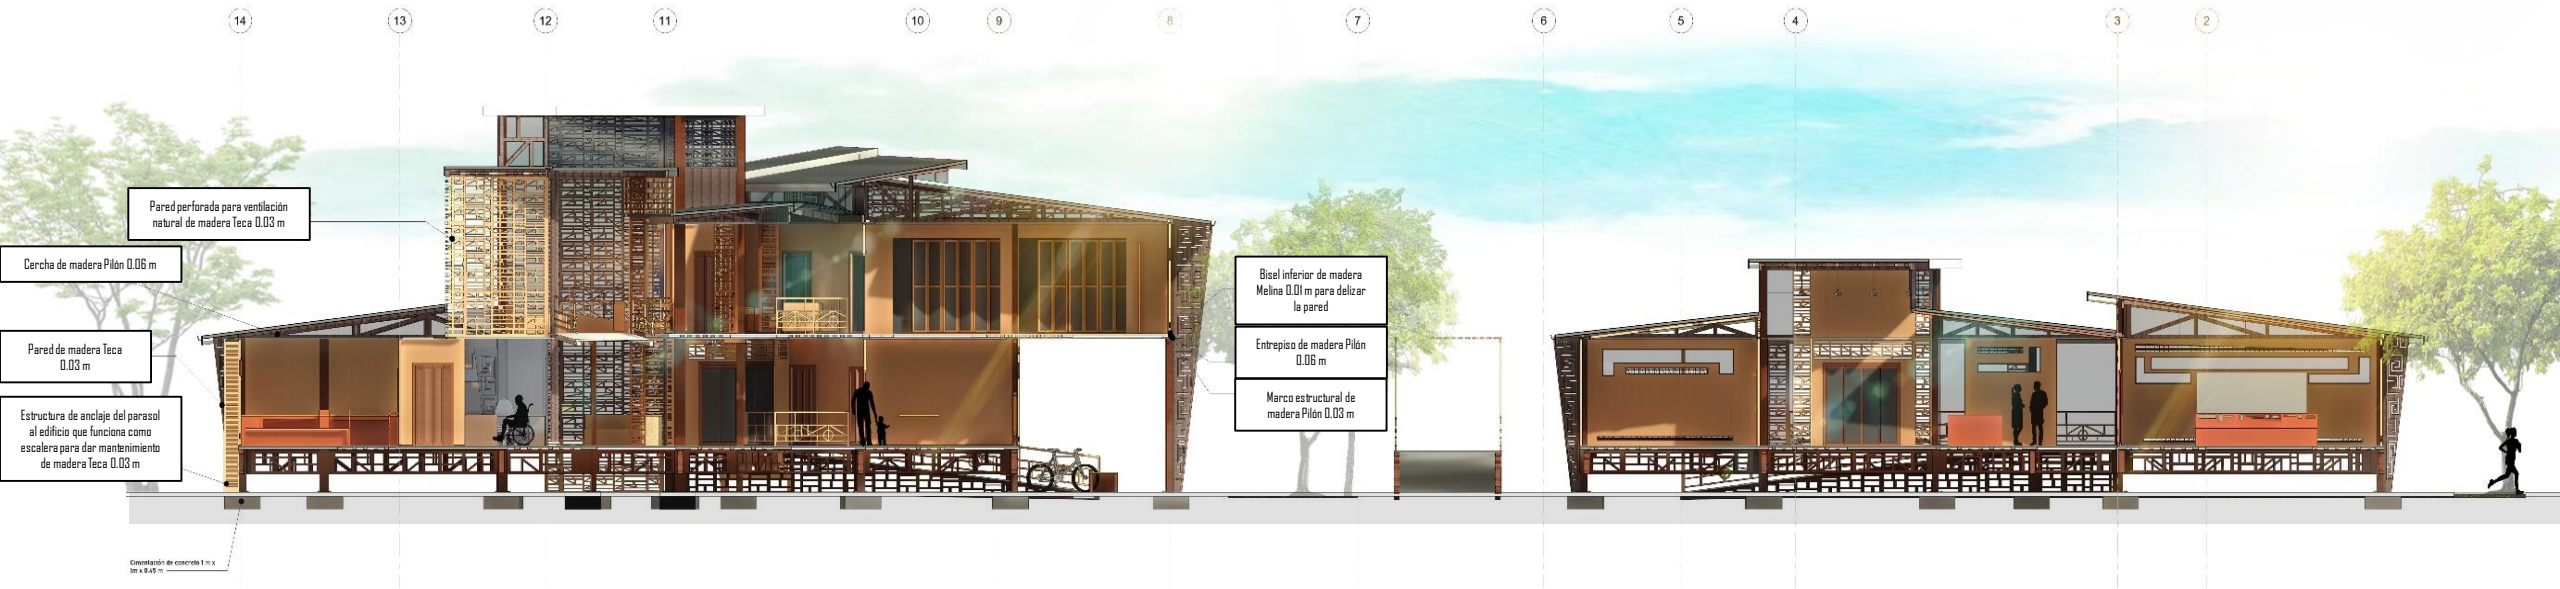 14 13 12 11 10 9 8 7 6 5 4 3 2
Pared perforada para ventilación
natural de madera Teca 0.03 m
Cercha de madera Pilón 0.06 m
Pared de madera Teca
0.03 m
Estructura de anclaje del parasol
al edificio que funciona como
escalera para dar mantenimiento
de madera Teca 0.03 m
Cimentación de concreto 1 m x
1m x 0.45 m
Bisel inferior de madera
Melina 0.01 m para delizar
la pared
Entrepiso de madera Pilón
0.06 m
Marco estructural de
madera Pilón 0.03 m